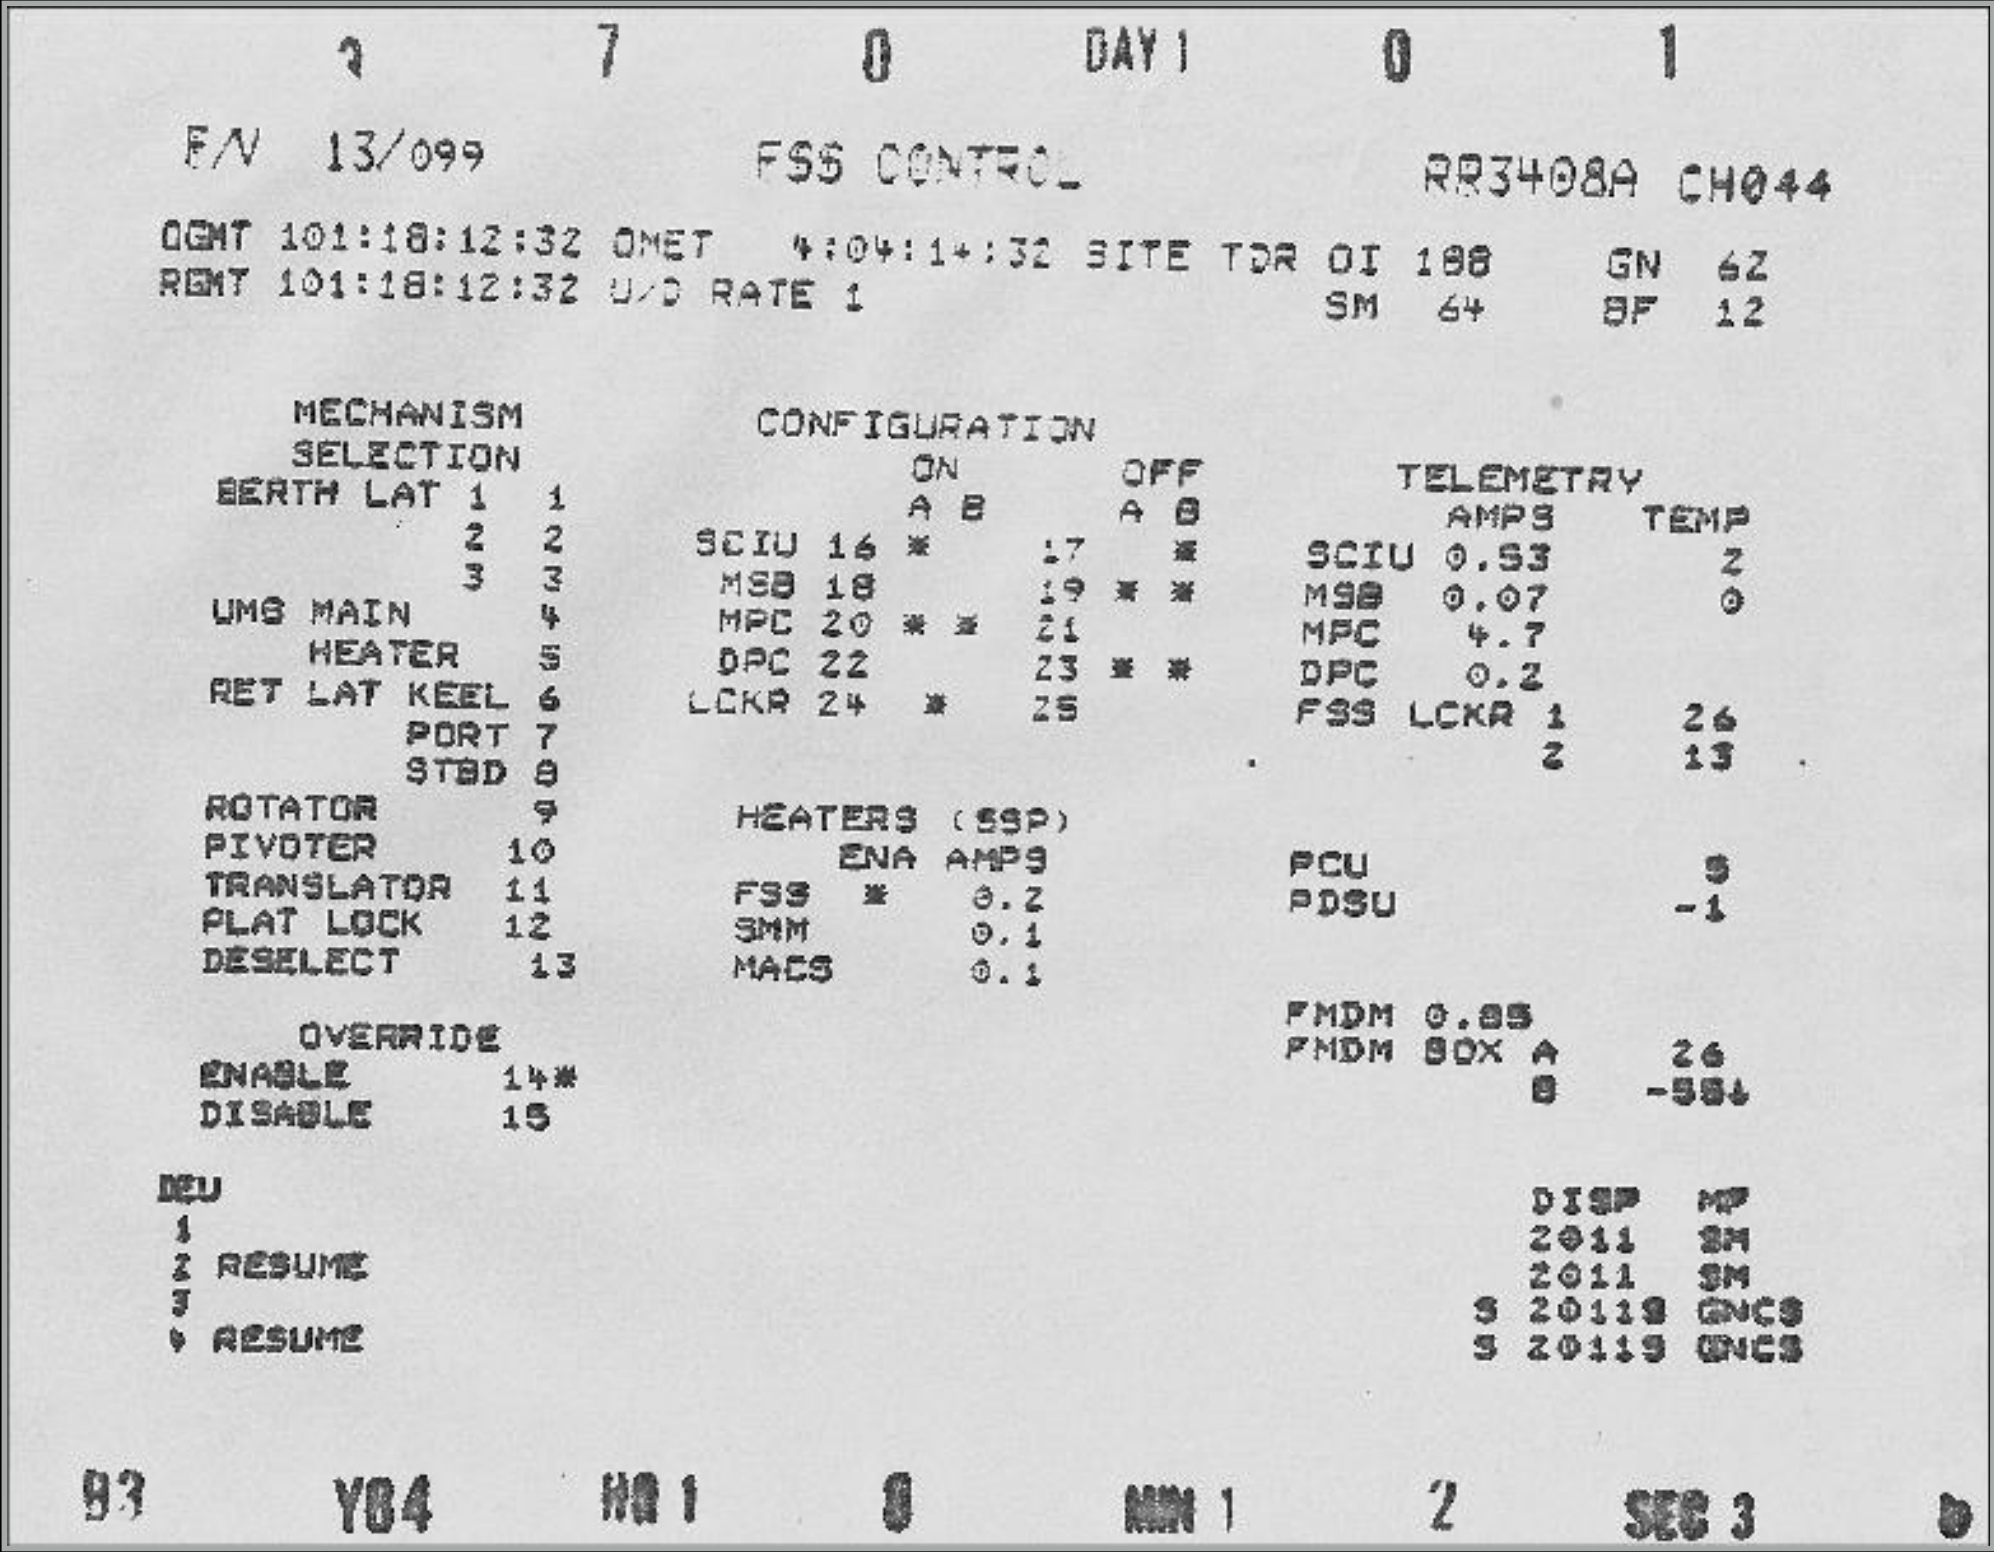 7 0 DAY 1 0 1
F/V 13/099 FSS CONTROL RR3408A CH044
OGMT 101:18:12:32 OMET 4:04:14:32 SITE TDR OI 188 GN 62
RGMT 101:18:12:32 U/D RATE 1 SM 64 BF 12
MECHANISM CONFIGURATION
SELECTION ON OFF TELEMETRY
BERTH LAT 1 1 A B A B AMPS TEMP
2 2 SCIU 16 * 17 * SCIU 0.53 2
3 3 MSB 18 19 * * MSB 0.07 0
UMS MAIN 4 MPC 20 * * 21 MPC 4.7
HEATER 5 DPC 22 23 * * DPC 0.2
RET LAT KEEL 6 LCKR 24 * 25 FSS LCKR 1 26
PORT 7 2 13
STBD 8
ROTATOR 9 HEATERS (SSP)
PIVOTER 10 ENA AMPS PCU 5
TRANSLATOR 11 FSS * 0.2 PDSU -1
PLAT LOCK 12 SMM 0.1
DESELECT 13 MACS 0.1
FMDM 0.85
OVERRIDE FMDM BOX A 26
ENABLE 14* B
DISABLE 15
DEU DISP MP
1 2011 SM
2 RESUME 2011 SM
3 S 20119 GNCS
4 RESUME S 20119 GNCS
93 Y84 HR 1 8 MIN 1 2 SEC 3